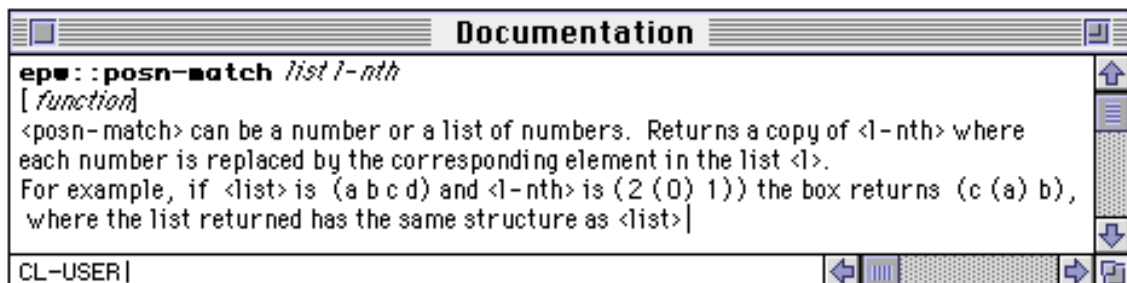 Documentation
epw::posn-match list l-nth
[ function]
<posn-match> can be a number or a list of numbers.  Returns a copy of <l-nth> where
each number is replaced by the corresponding element in the list <l>.
For example, if <list> is  (a b c d) and <l-nth> is (2 (0) 1)) the box returns  (c (a) b),
where the list returned has the same structure as <list>
CL-USER